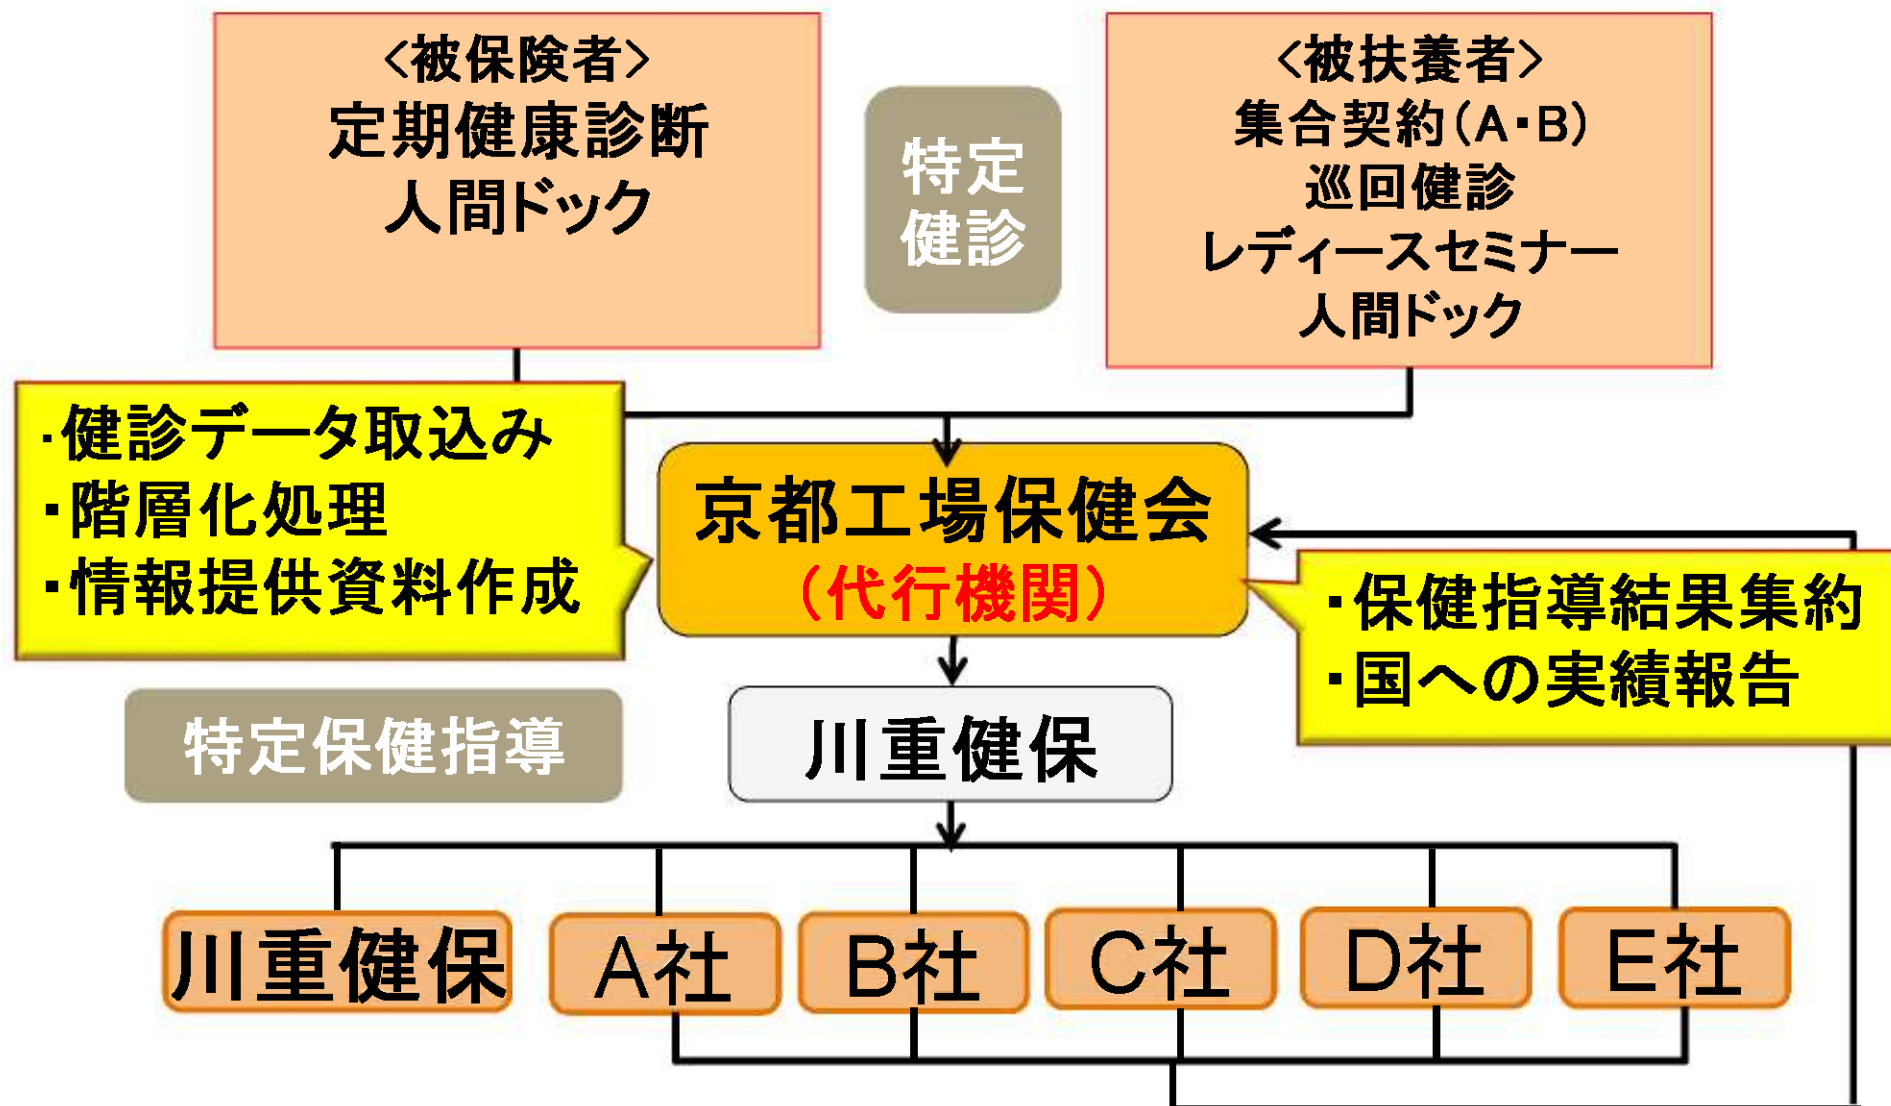 <被保険者>
定期健康診断
人間ドック
特定
健診
<被扶養者>
集合契約(A・B)
巡回健診
レディースセミナー
人間ドック
・健診データ取込み
・階層化処理
・情報提供資料作成
京都工場保健会
(代行機関)
・保健指導結果集約
・国への実績報告
特定保健指導
川重健保
川重健保
A社
B社
C社
D社
E社